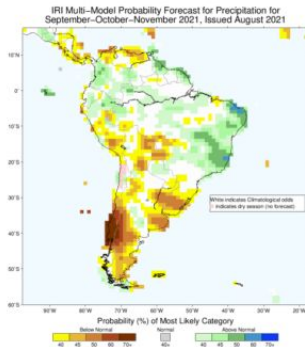 IRI Multi-Model Probability Forecast for Precipitation for
September-October-November 2021, Issued August 2021
10°N
0°
10°S
20°S
30°S
40°S
50°S
60°S
White indicates Climatological odds
indicates dry season (no forecast)
90°W 80°W 70°W 60°W 50°W 40°W 30°W 20°W
Probability (%) of Most Likely Category
Below Normal Normal Above Normal
40 45 50 60 70+ 40+ 40 45 50 60 70+